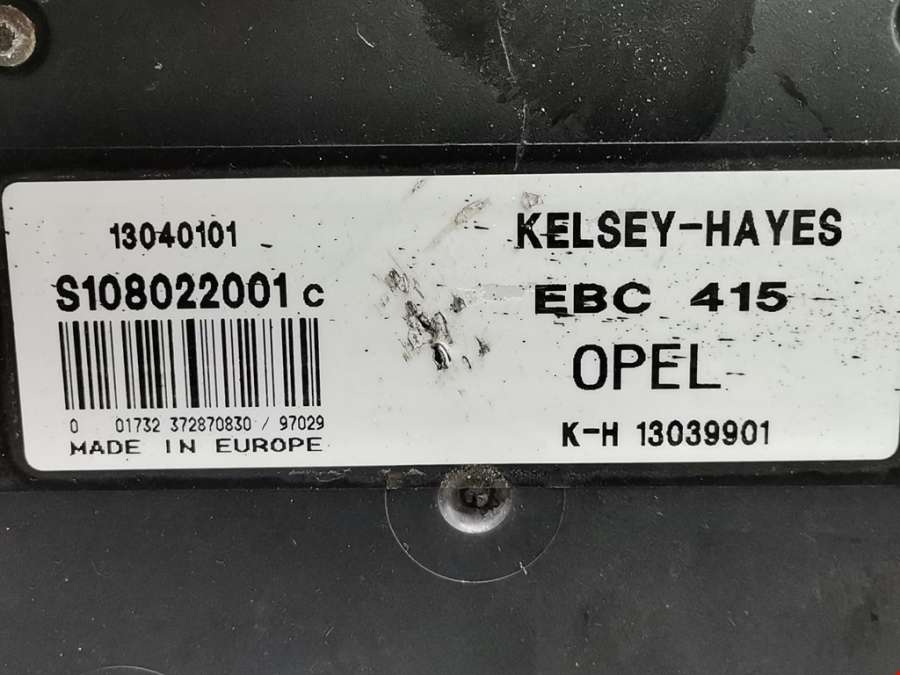 13040101
S108022001 C
0 01732 372870830 / 97029
MADE IN EUROPE
KELSEY-HAYES
EBC 415
OPEL
K-H 13039901